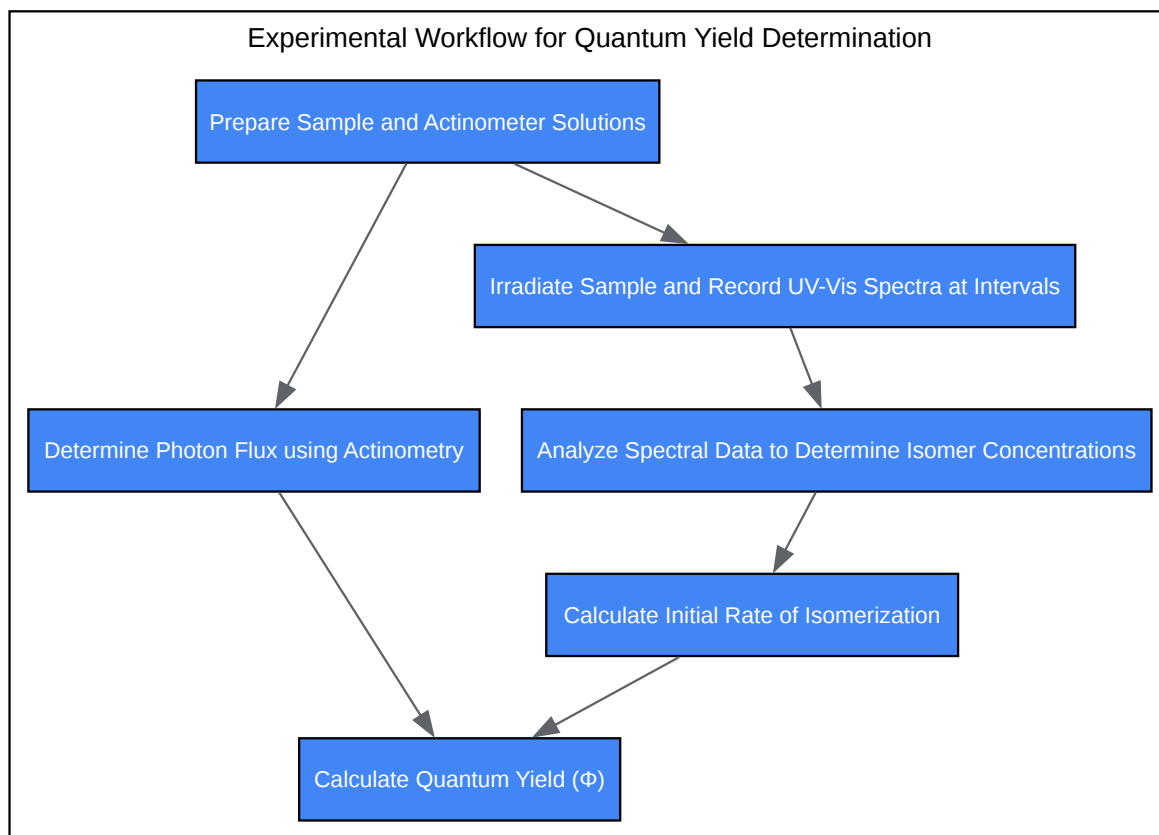 Experimental Workflow for Quantum Yield Determination
Prepare Sample and Actinometer Solutions
Irradiate Sample and Record UV-Vis Spectra at Intervals
Determine Photon Flux using Actinometry
Analyze Spectral Data to Determine Isomer Concentrations
Calculate Initial Rate of Isomerization
Calculate Quantum Yield (Φ)